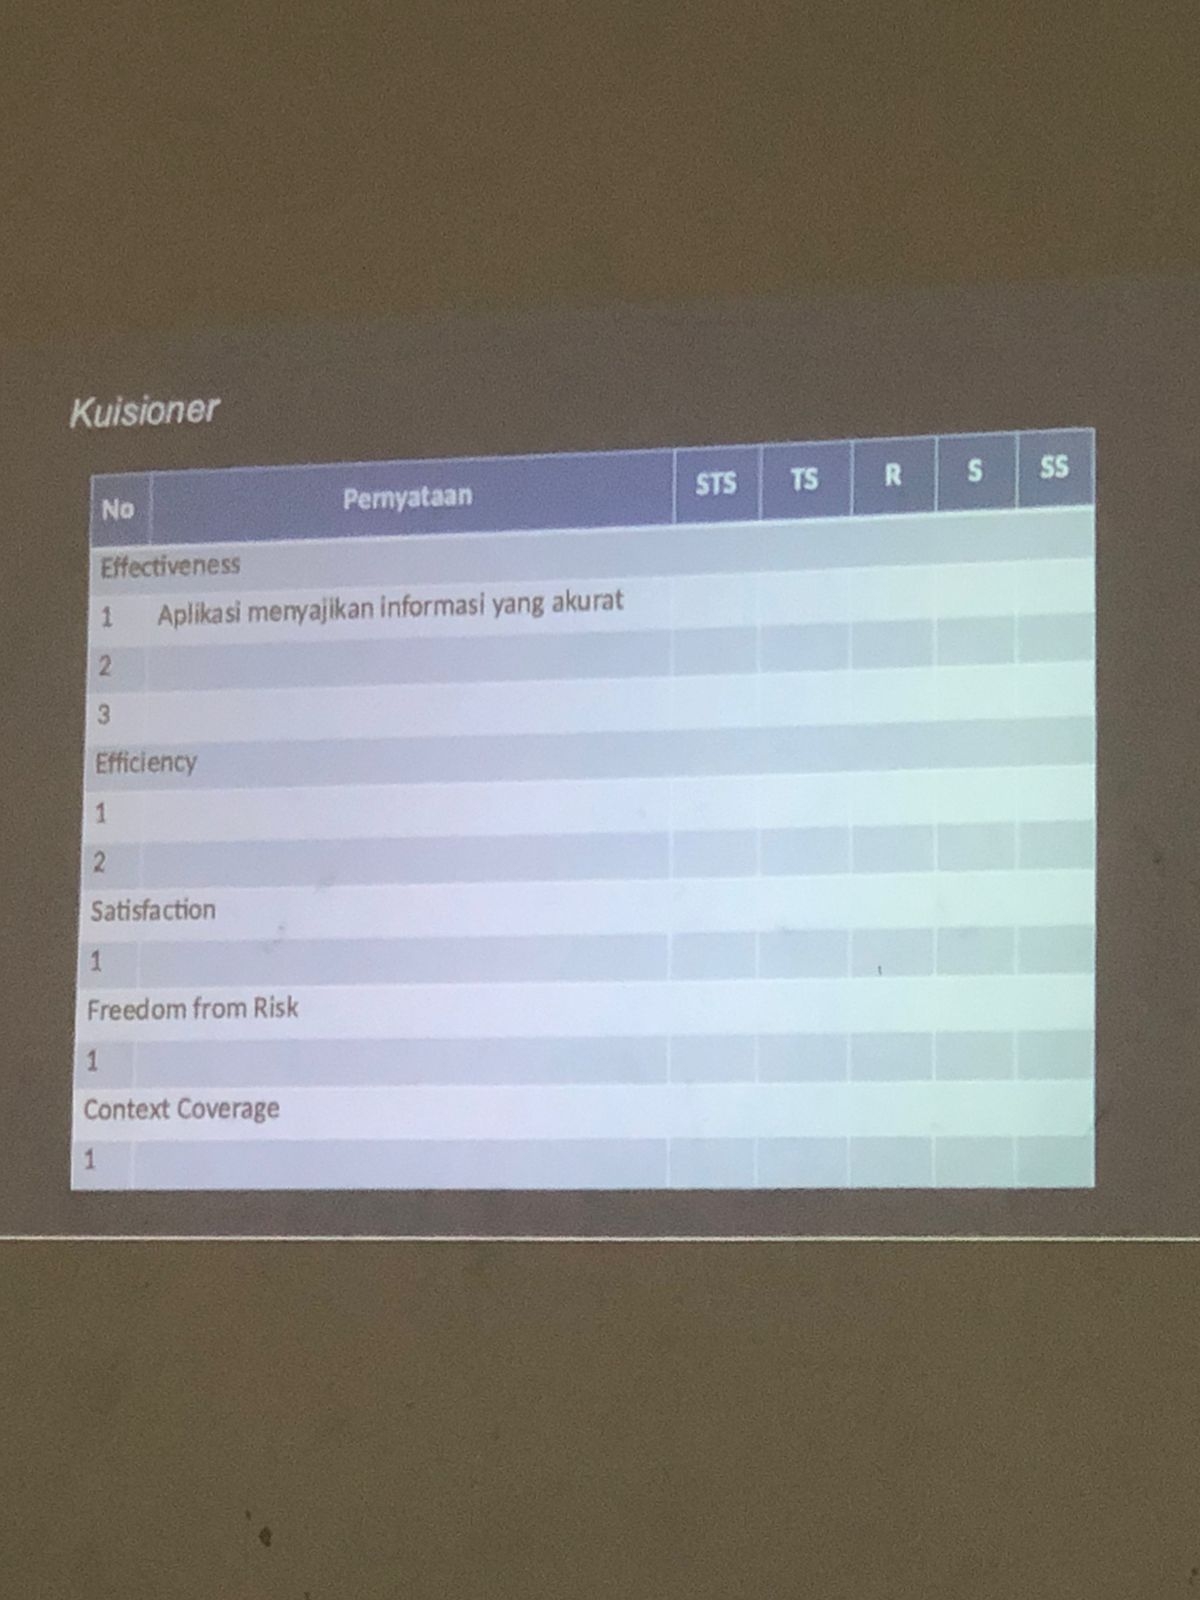 Kuisioner
No Pernyataan STS TS R S SS
Effectiveness
1 Aplikasi menyajikan informasi yang akurat
2
3
Efficiency
1
2
Satisfaction
1
Freedom from Risk
1
Context Coverage
1